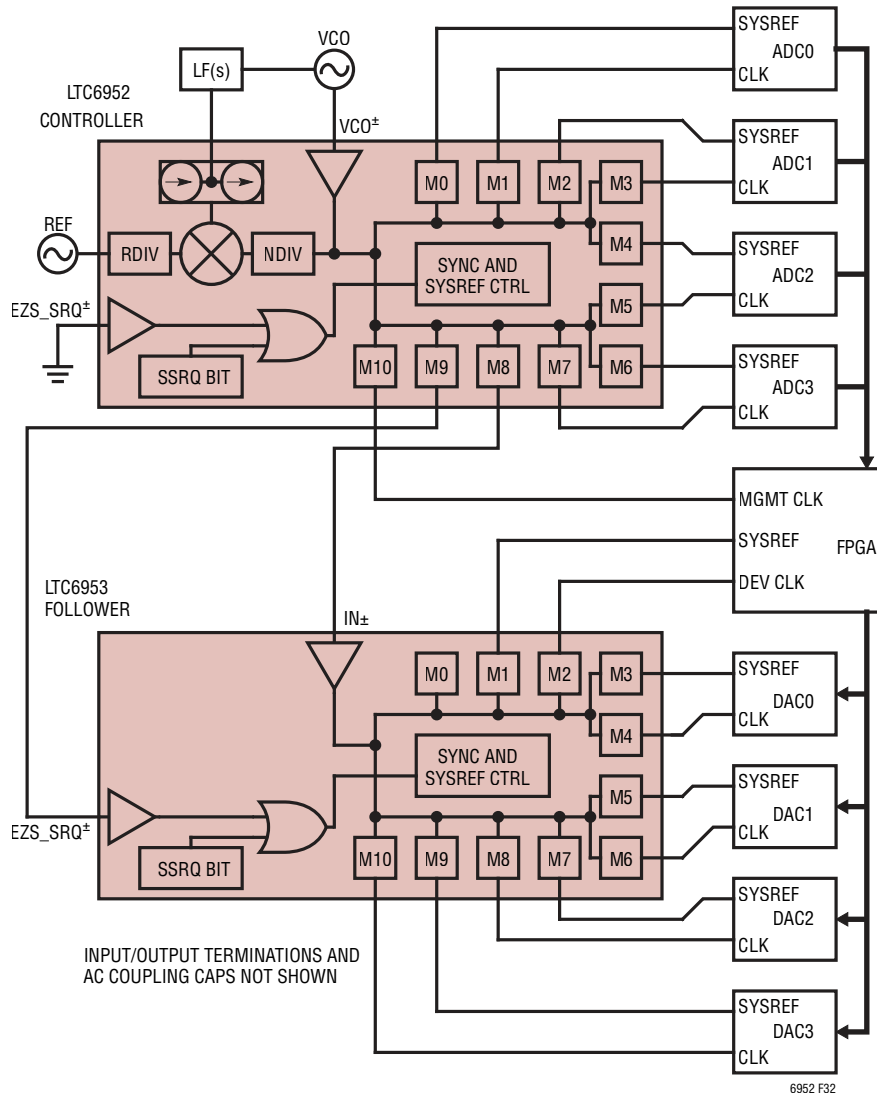 VCO
LF(s)
LTC6952
CONTROLLER
VCO±
SYSREF
ADC0
CLK
SYSREF
ADC1
CLK
M0
M1
M2
M3
M4
REF
RDIV
NDIV
SYNC AND
SYSREF CTRL
SYSREF
ADC2
CLK
EZS_SRQ±
SSRQ BIT
M5
M6
M10
M9
M8
M7
SYSREF
ADC3
CLK
MGMT CLK
SYSREF
FPGA
DEV CLK
LTC6953
FOLLOWER
IN±
M0
M1
M2
M3
M4
SYSREF
DAC0
CLK
SYNC AND
SYSREF CTRL
EZS_SRQ±
SSRQ BIT
M5
M6
M10
M9
M8
M7
SYSREF
DAC1
CLK
SYSREF
DAC2
CLK
INPUT/OUTPUT TERMINATIONS AND
AC COUPLING CAPS NOT SHOWN
SYSREF
DAC3
CLK
6952 F32